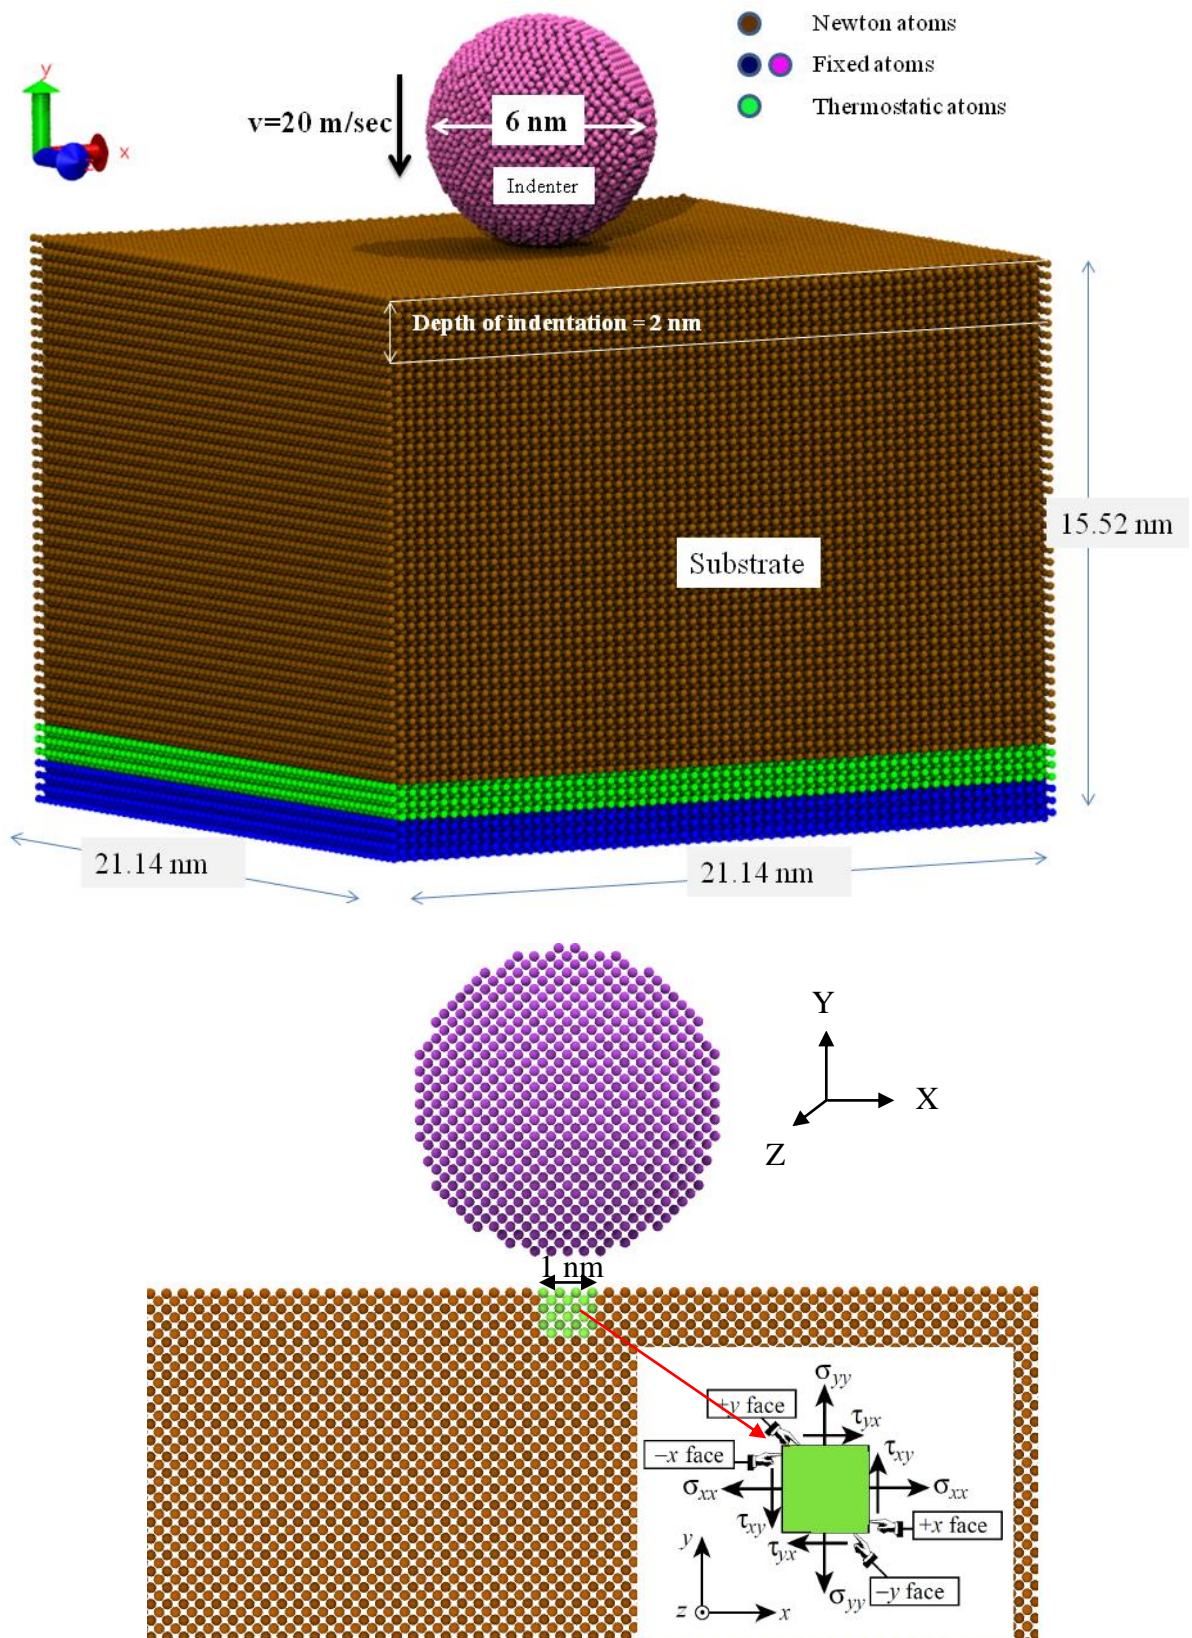 Newton atoms
Fixed atoms
Thermostatic atoms
y
x
v=20 m/sec
6 nm
Indenter
Depth of indentation = 2 nm
15.52 nm
Substrate
21.14 nm
21.14 nm
Y
X
Z
1 nm
σyy
+y face
τyx
−x face
τxy
σxx
σxx
τxy
+x face
τyx
y
−y face
σyy
z
x